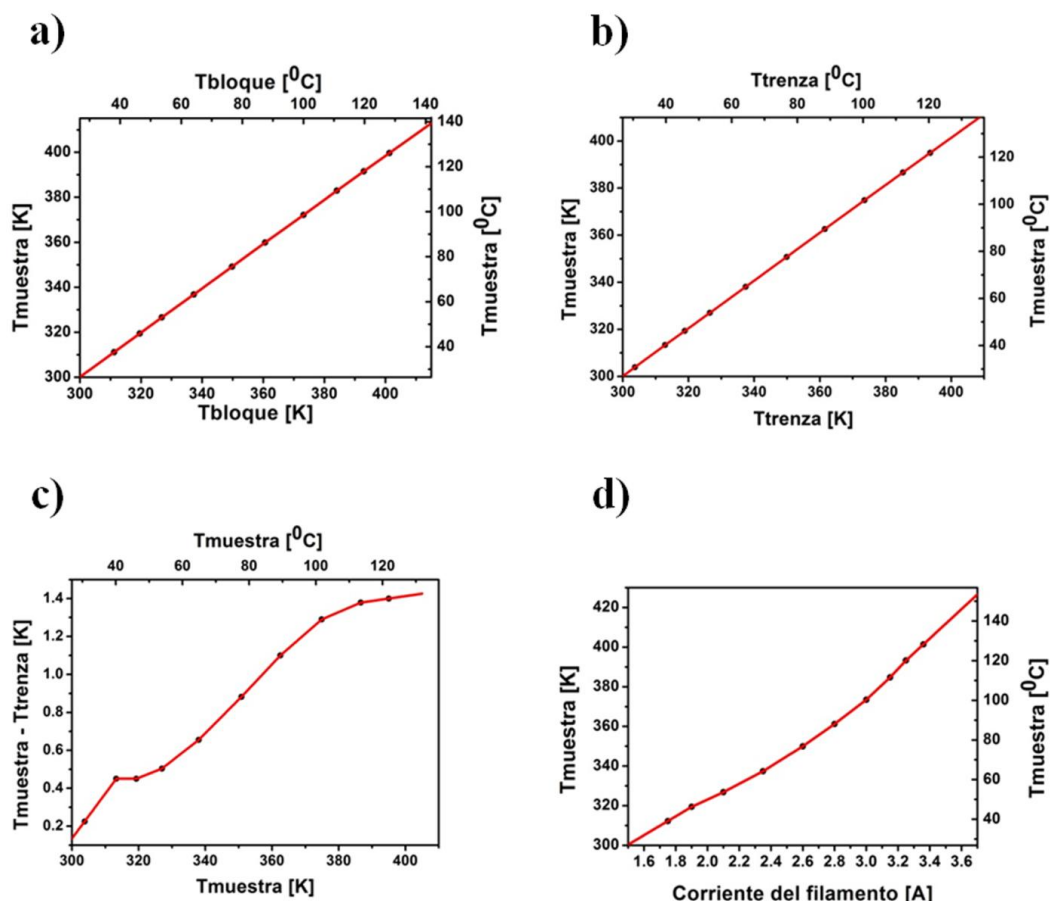 a)
Tbloque [⁰C]
40 60 80 100 120 140
Tmuestra [K]
400
380
360
340
320
300
140
120
100
80
60
40
Tmuestra [⁰C]
300 320 340 360 380 400
Tbloque [K]
b)
Ttrenza [⁰C]
40 60 80 100 120
Tmuestra [K]
400
380
360
340
320
300
120
100
80
60
40
Tmuestra [⁰C]
300 320 340 360 380 400
Ttrenza [K]
c)
Tmuestra [⁰C]
40 60 80 100 120
Tmuestra - Ttrenza [K]
1.4
1.2
1.0
0.8
0.6
0.4
0.2
300 320 340 360 380 400
Tmuestra [K]
d)
Tmuestra [K]
420
400
380
360
340
320
300
140
120
100
80
60
40
Tmuestra [⁰C]
1.6 1.8 2.0 2.2 2.4 2.6 2.8 3.0 3.2 3.4 3.6
Corriente del filamento [A]